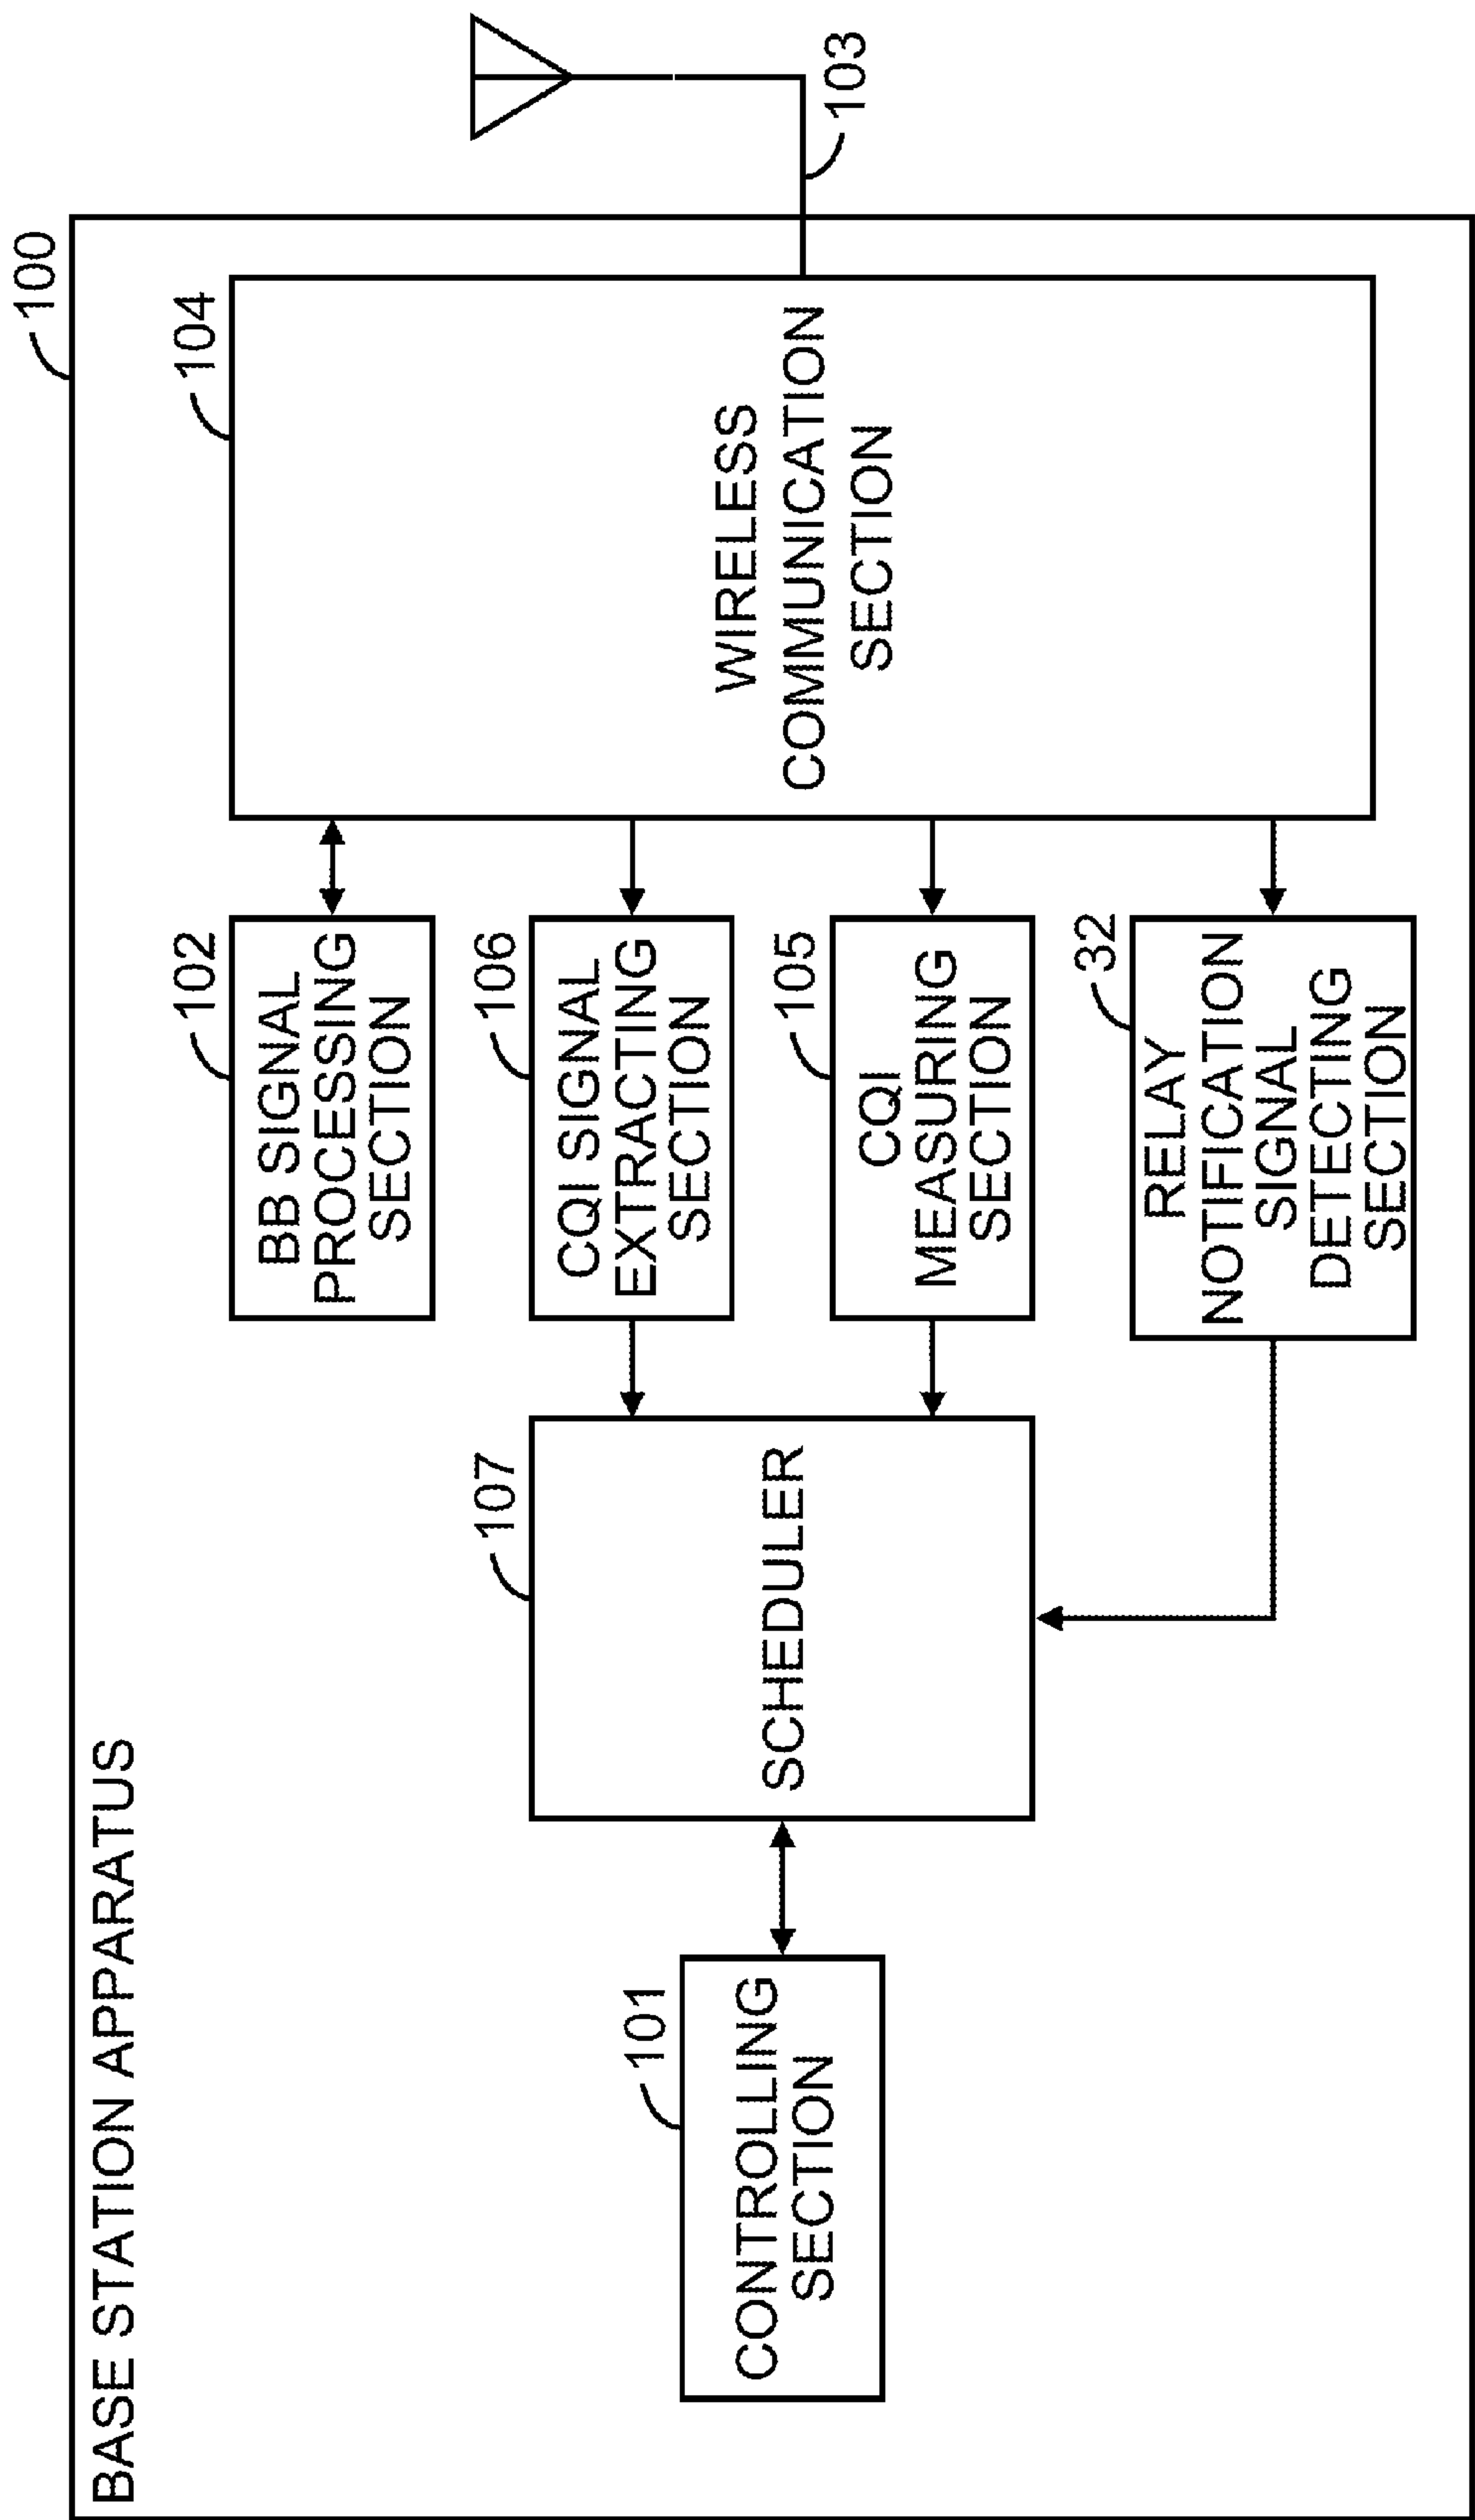 BASE STATION APPARATUS
100
101
CONTROLLING
SECTION
107
SCHEDULER
102
BB SIGNAL
PROCESSING
SECTION
106
CQI SIGNAL
EXTRACTING
SECTION
105
CQI
MEASURING
SECTION
32
RELAY
NOTIFICATION
SIGNAL
DETECTING
SECTION
104
WIRELESS
COMMUNICATION
SECTION
103